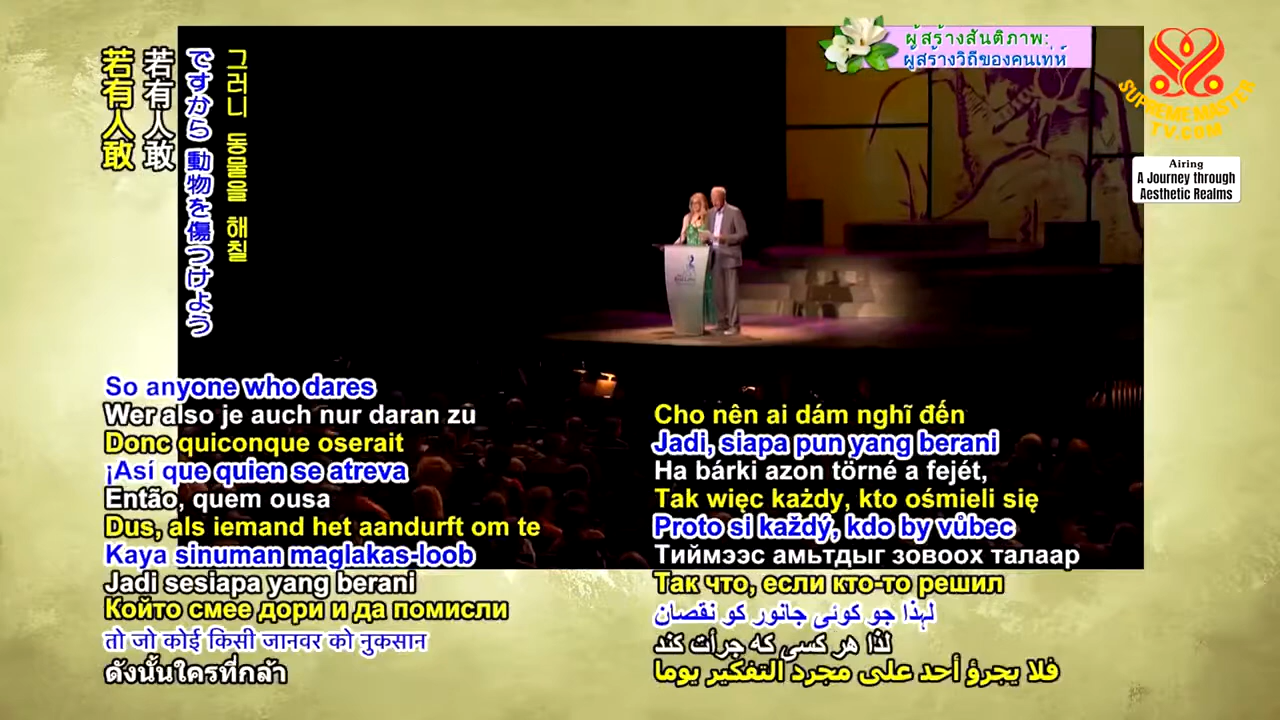 ผู้สร้างสันติภาพ:
ผู้สร้างวิถีของคนเท่ห์
SUPREME MASTER
TV.COM
Airing
A Journey through
Aesthetic Realms
若有人敢
若有人敢
ですから 動物を傷つけよう
그러니 동물을 해칠
So anyone who dares
Wer also je auch nur daran zu
Donc quiconque oserait
¡Así que quien se atreva
Então, quem ousa
Dus, als iemand het aandurft om te
Kaya sinuman maglakas-loob
Jadi sesiapa yang berani
Който смее дори и да помисли
तो जो कोई किसी जानवर को नुकसान
ดังนั้นใครที่กล้า
Cho nên ai dám nghĩ đến
Jadi, siapa pun yang berani
Ha bárki azon törné a fejét,
Tak więc każdy, kto ośmieli się
Proto si každý, kdo by vůbec
Тиймээс амьтдыг зовоох талаар
Так что, если кто-то решил
لہذا جو کوئی جانور کو نقصان
لذا هر کسی که جرأت کند
فلا يجرؤ أحد على مجرد التفكير يوما